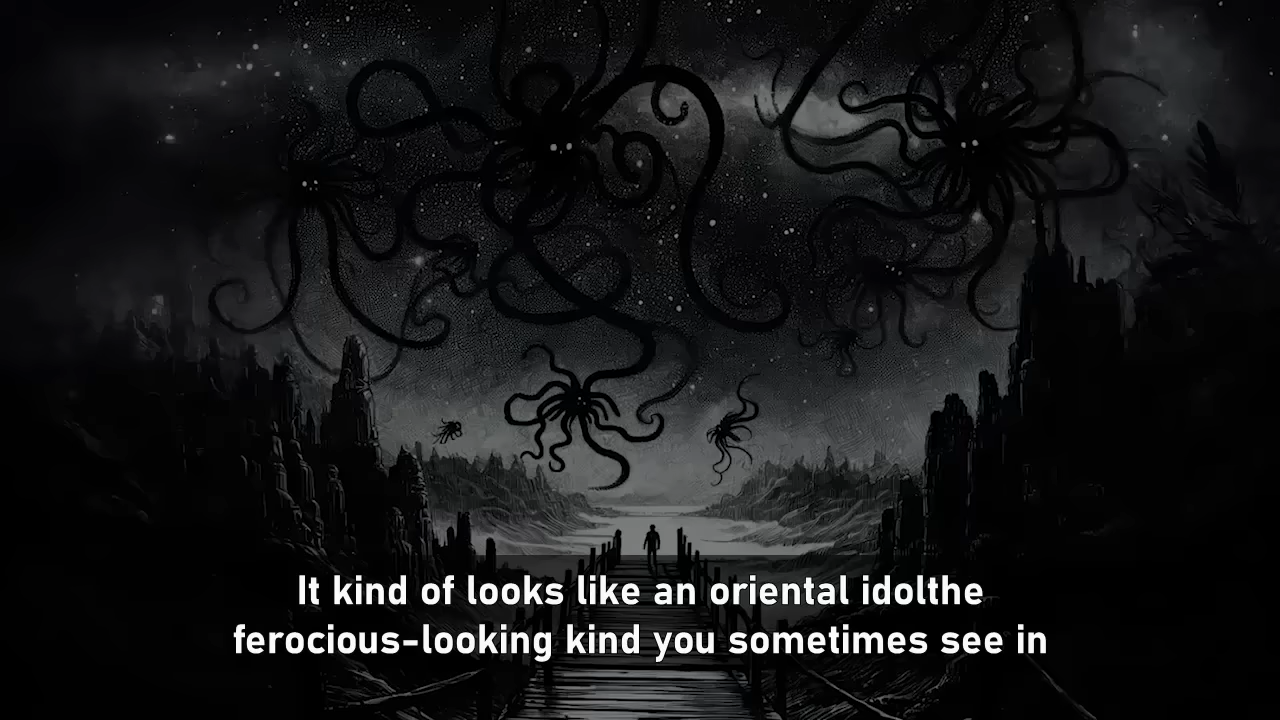 It kind of looks like an oriental idolthe
ferocious-looking kind you sometimes see in